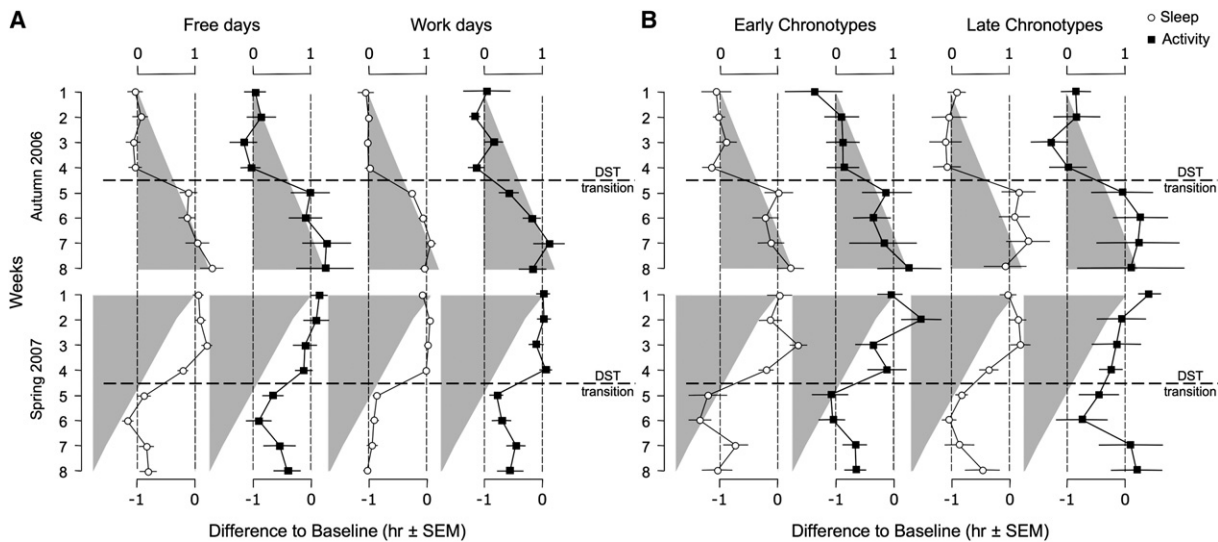 A
B
Free days
Work days
Early Chronotypes
Late Chronotypes
Sleep
Activity
0 1 0 1 0 1 0 1 0 1 0 1 0 1 0 1
Weeks
Autumn 2006
1
2
3
4
5
6
7
8
DST
transition
DST
transition
Spring 2007
1
2
3
4
5
6
7
8
DST
transition
DST
transition
-1 0 -1 0 -1 0 -1 0 -1 0 -1 0 -1 0 -1 0
Difference to Baseline (hr ± SEM)
Difference to Baseline (hr ± SEM)